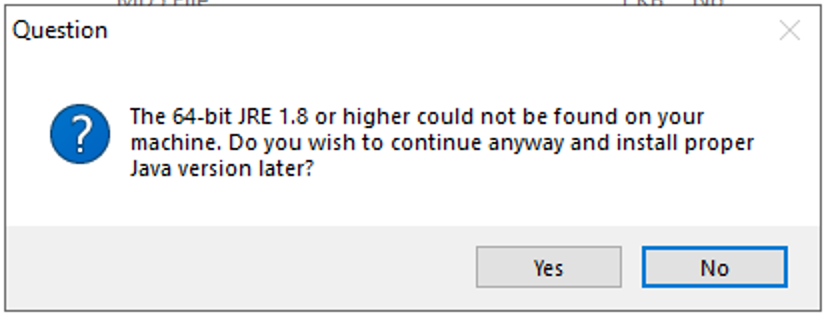 Question
The 64-bit JRE 1.8 or higher could not be found on your
machine. Do you wish to continue anyway and install proper
Java version later?
Yes
No